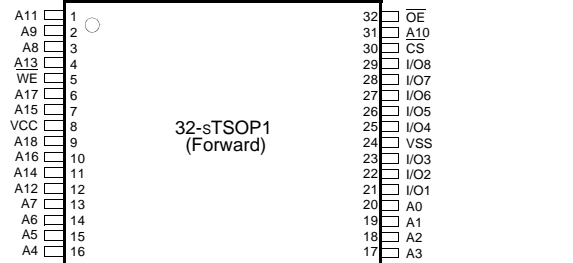 A11 1 32 OE
A9 2 31 A10
A8 3 30 CS
A13 4 29 I/O8
WE 5 28 I/O7
A17 6 27 I/O6
A15 7 26 I/O5
VCC 8 32-sTSOP1 25 I/O4
A18 9 (Forward) 24 VSS
A16 10 23 I/O3
A14 11 22 I/O2
A12 12 21 I/O1
A7 13 20 A0
A6 14 19 A1
A5 15 18 A2
A4 16 17 A3